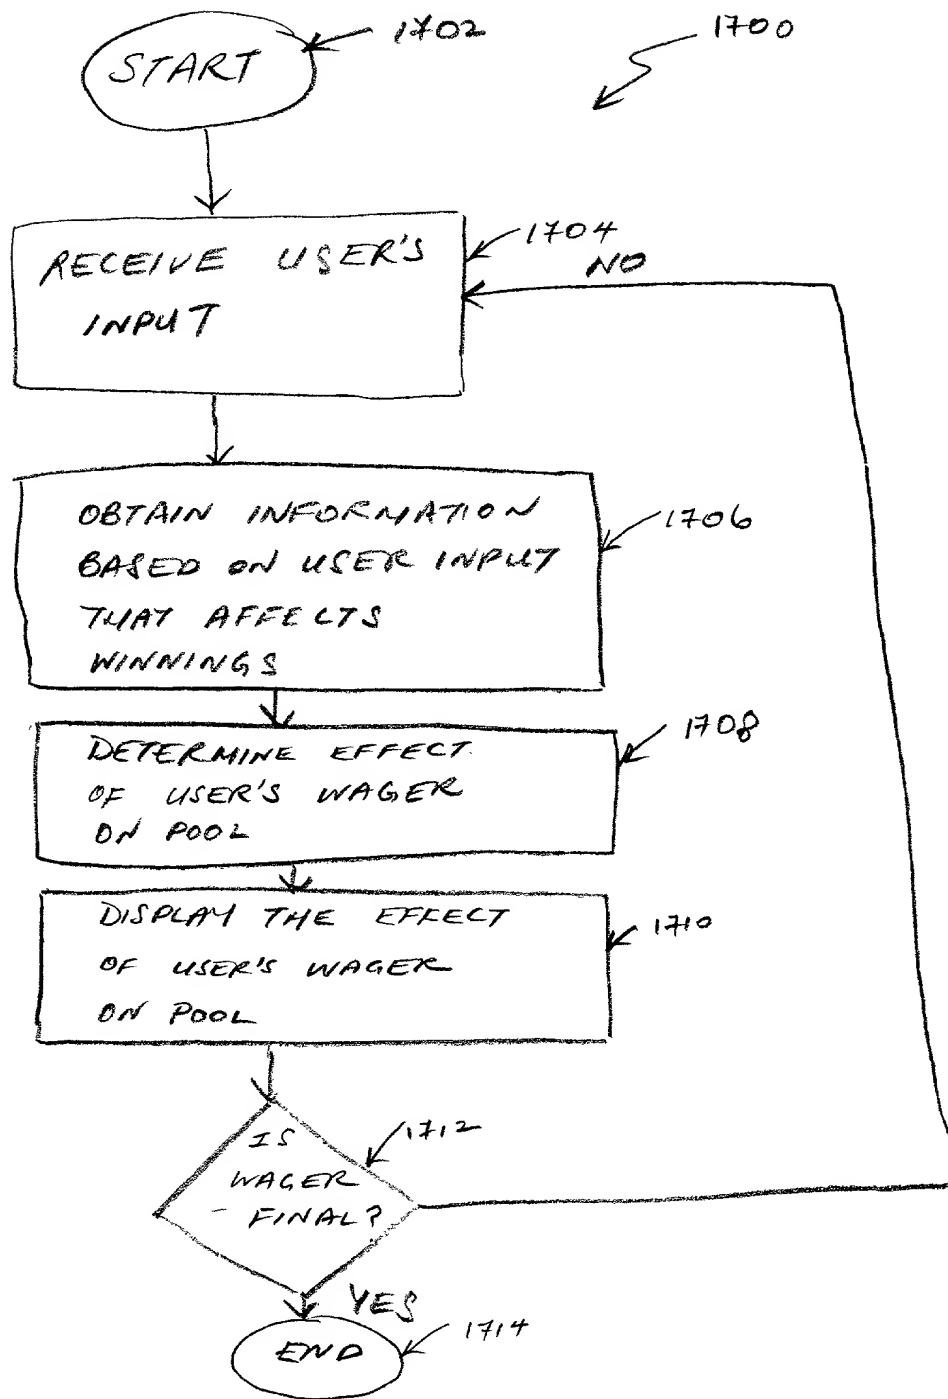 START
1702
1700
RECEIVE USER'S
INPUT
1704
NO
OBTAIN INFORMATION
BASED ON USER INPUT
THAT AFFECTS
WINNINGS
1706
DETERMINE EFFECT
OF USER'S WAGER
ON POOL
1708
DISPLAY THE EFFECT
OF USER'S WAGER
ON POOL
1710
IS
WAGER
FINAL?
1712
YES
END
1714